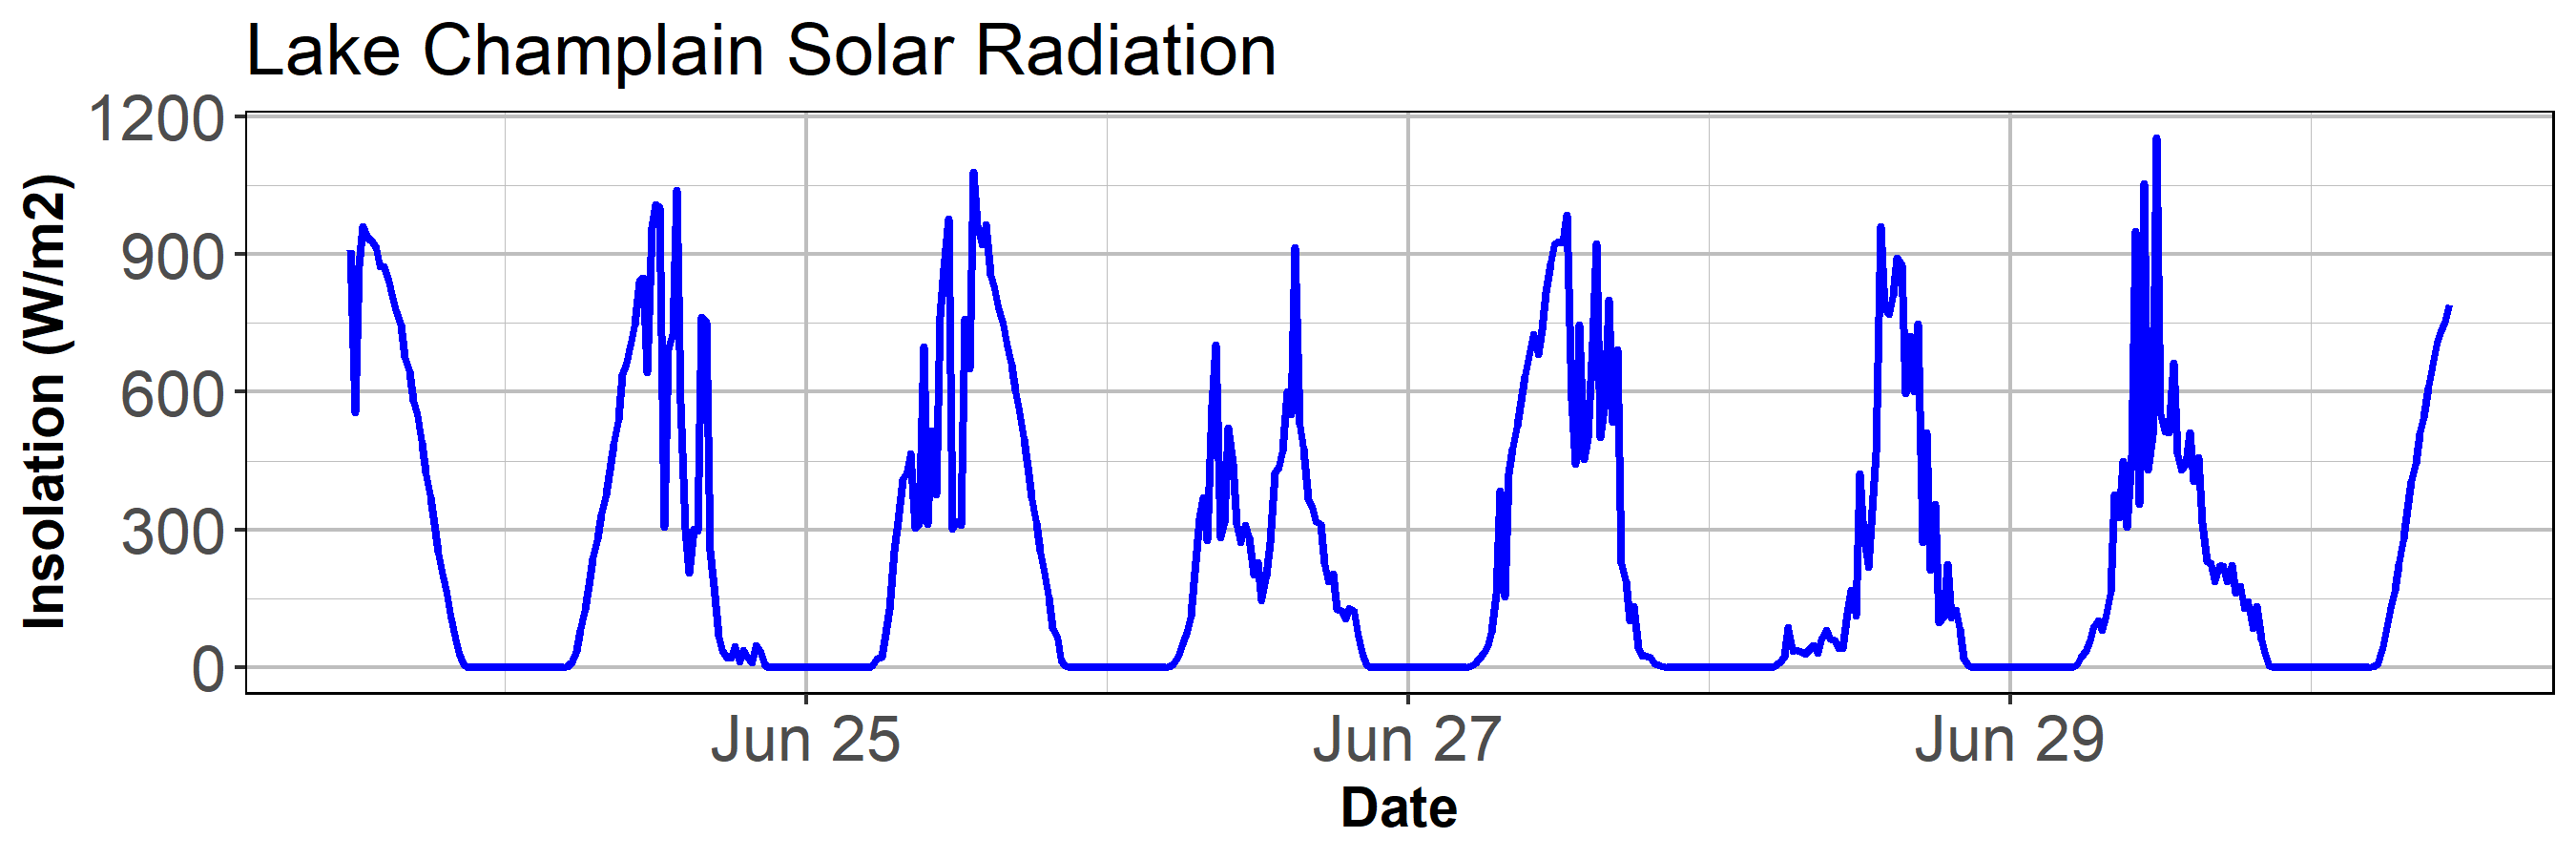 Lake Champlain Solar Radiation
1200
900
600
300
0
Insolation (W/m2)
Jun 25
Jun 27
Jun 29
Date